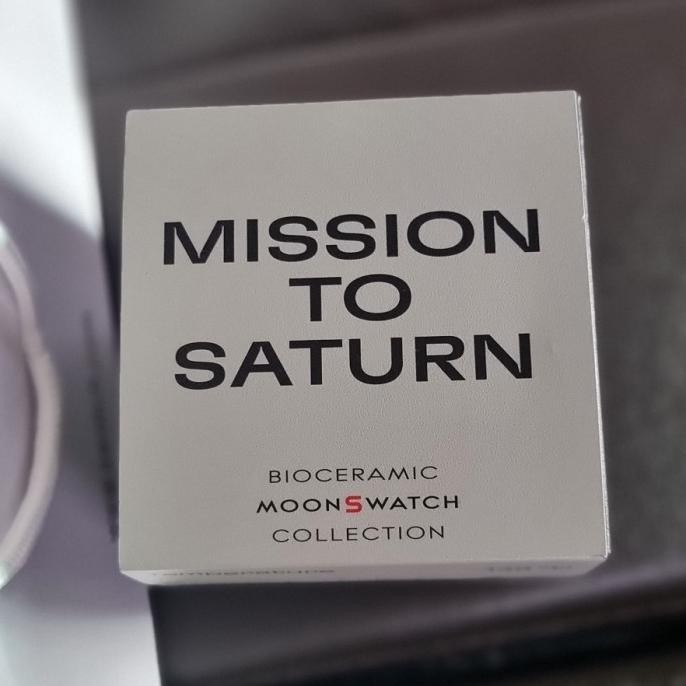 MISSION
TO
SATURN
BIOCERAMIC
MOONSWATCH
COLLECTION